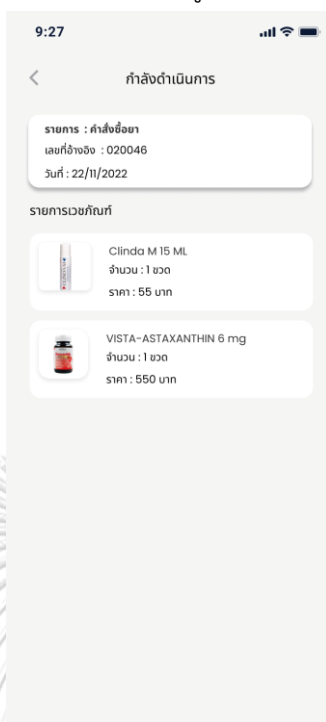 9:27
กำลังดำเนินการ
รายการ : คำสั่งซื้อยา
เลขที่อ้างอิง : 020046
วันที่ : 22/11/2022
รายการเวชภัณฑ์
Clinda M 15 ML
จำนวน : 1 ขวด
ราคา : 55 บาท
VISTA-ASTAXANTHIN 6 mg
จำนวน : 1 ขวด
ราคา : 550 บาท